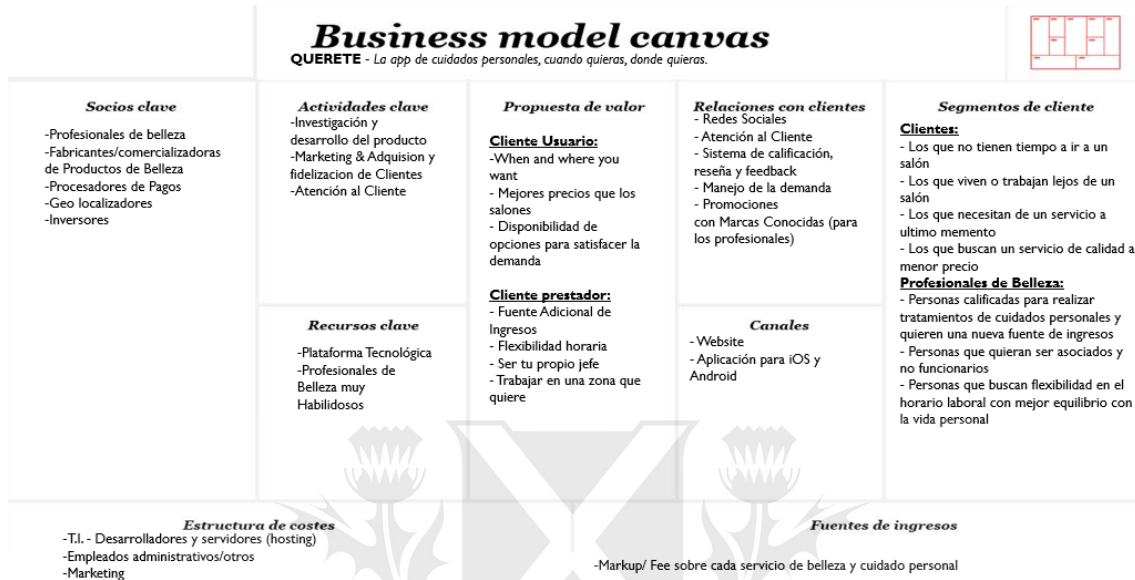 Business model canvas
QUERETE - La app de cuidados personales, cuando quieras, donde quieras.
Socios clave
-Profesionales de belleza
-Fabricantes/comercializadoras
de Productos de Belleza
-Procesadores de Pagos
-Geo localizadores
-Inversores
Actividades clave
-Investigación y
desarrollo del producto
-Marketing & Adquision y
fidelizacion de Clientes
-Atención al Cliente
Recursos clave
-Plataforma Tecnológica
-Profesionales de
Belleza muy
Habilidosos
Propuesta de valor
Cliente Usuario:
-When and where you
want
- Mejores precios que los
salones
- Disponibilidad de
opciones para satisfacer la
demanda
Cliente prestador:
- Fuente Adicional de
Ingresos
- Flexibilidad horaria
- Ser tu propio jefe
- Trabajar en una zona que
quiere
Relaciones con clientes
- Redes Sociales
- Atención al Cliente
- Sistema de calificación,
reseña y feedback
- Manejo de la demanda
- Promociones
con Marcas Conocidas (para
los profesionales)
Canales
- Website
- Aplicación para iOS y
Android
Segmentos de cliente
Clientes:
- Los que no tienen tiempo a ir a un
salón
- Los que viven o trabajan lejos de un
salón
- Los que necesitan de un servicio a
ultimo memento
- Los que buscan un servicio de calidad a
menor precio
Profesionales de Belleza:
- Personas calificadas para realizar
tratamientos de cuidados personales y
quieren una nueva fuente de ingresos
- Personas que quieran ser asociados y
no funcionarios
- Personas que buscan flexibilidad en el
horario laboral con mejor equilibrio con
la vida personal
Estructura de costes
-T.I. - Desarrolladores y servidores (hosting)
-Empleados administrativos/otros
-Marketing
Fuentes de ingresos
-Markup/ Fee sobre cada servicio de belleza y cuidado personal